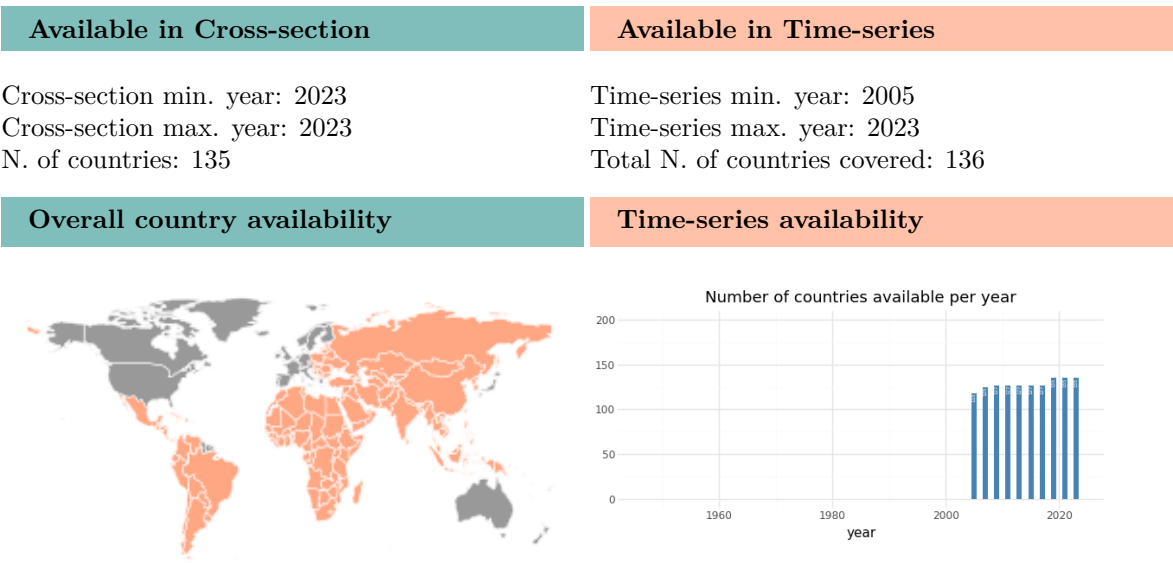 Available in Cross-section
Available in Time-series
Cross-section min. year: 2023
Cross-section max. year: 2023
N. of countries: 135
Time-series min. year: 2005
Time-series max. year: 2023
Total N. of countries covered: 136
Overall country availability
Time-series availability
Number of countries available per year
200
150
100
50
0
1960 1980 2000 2020
year